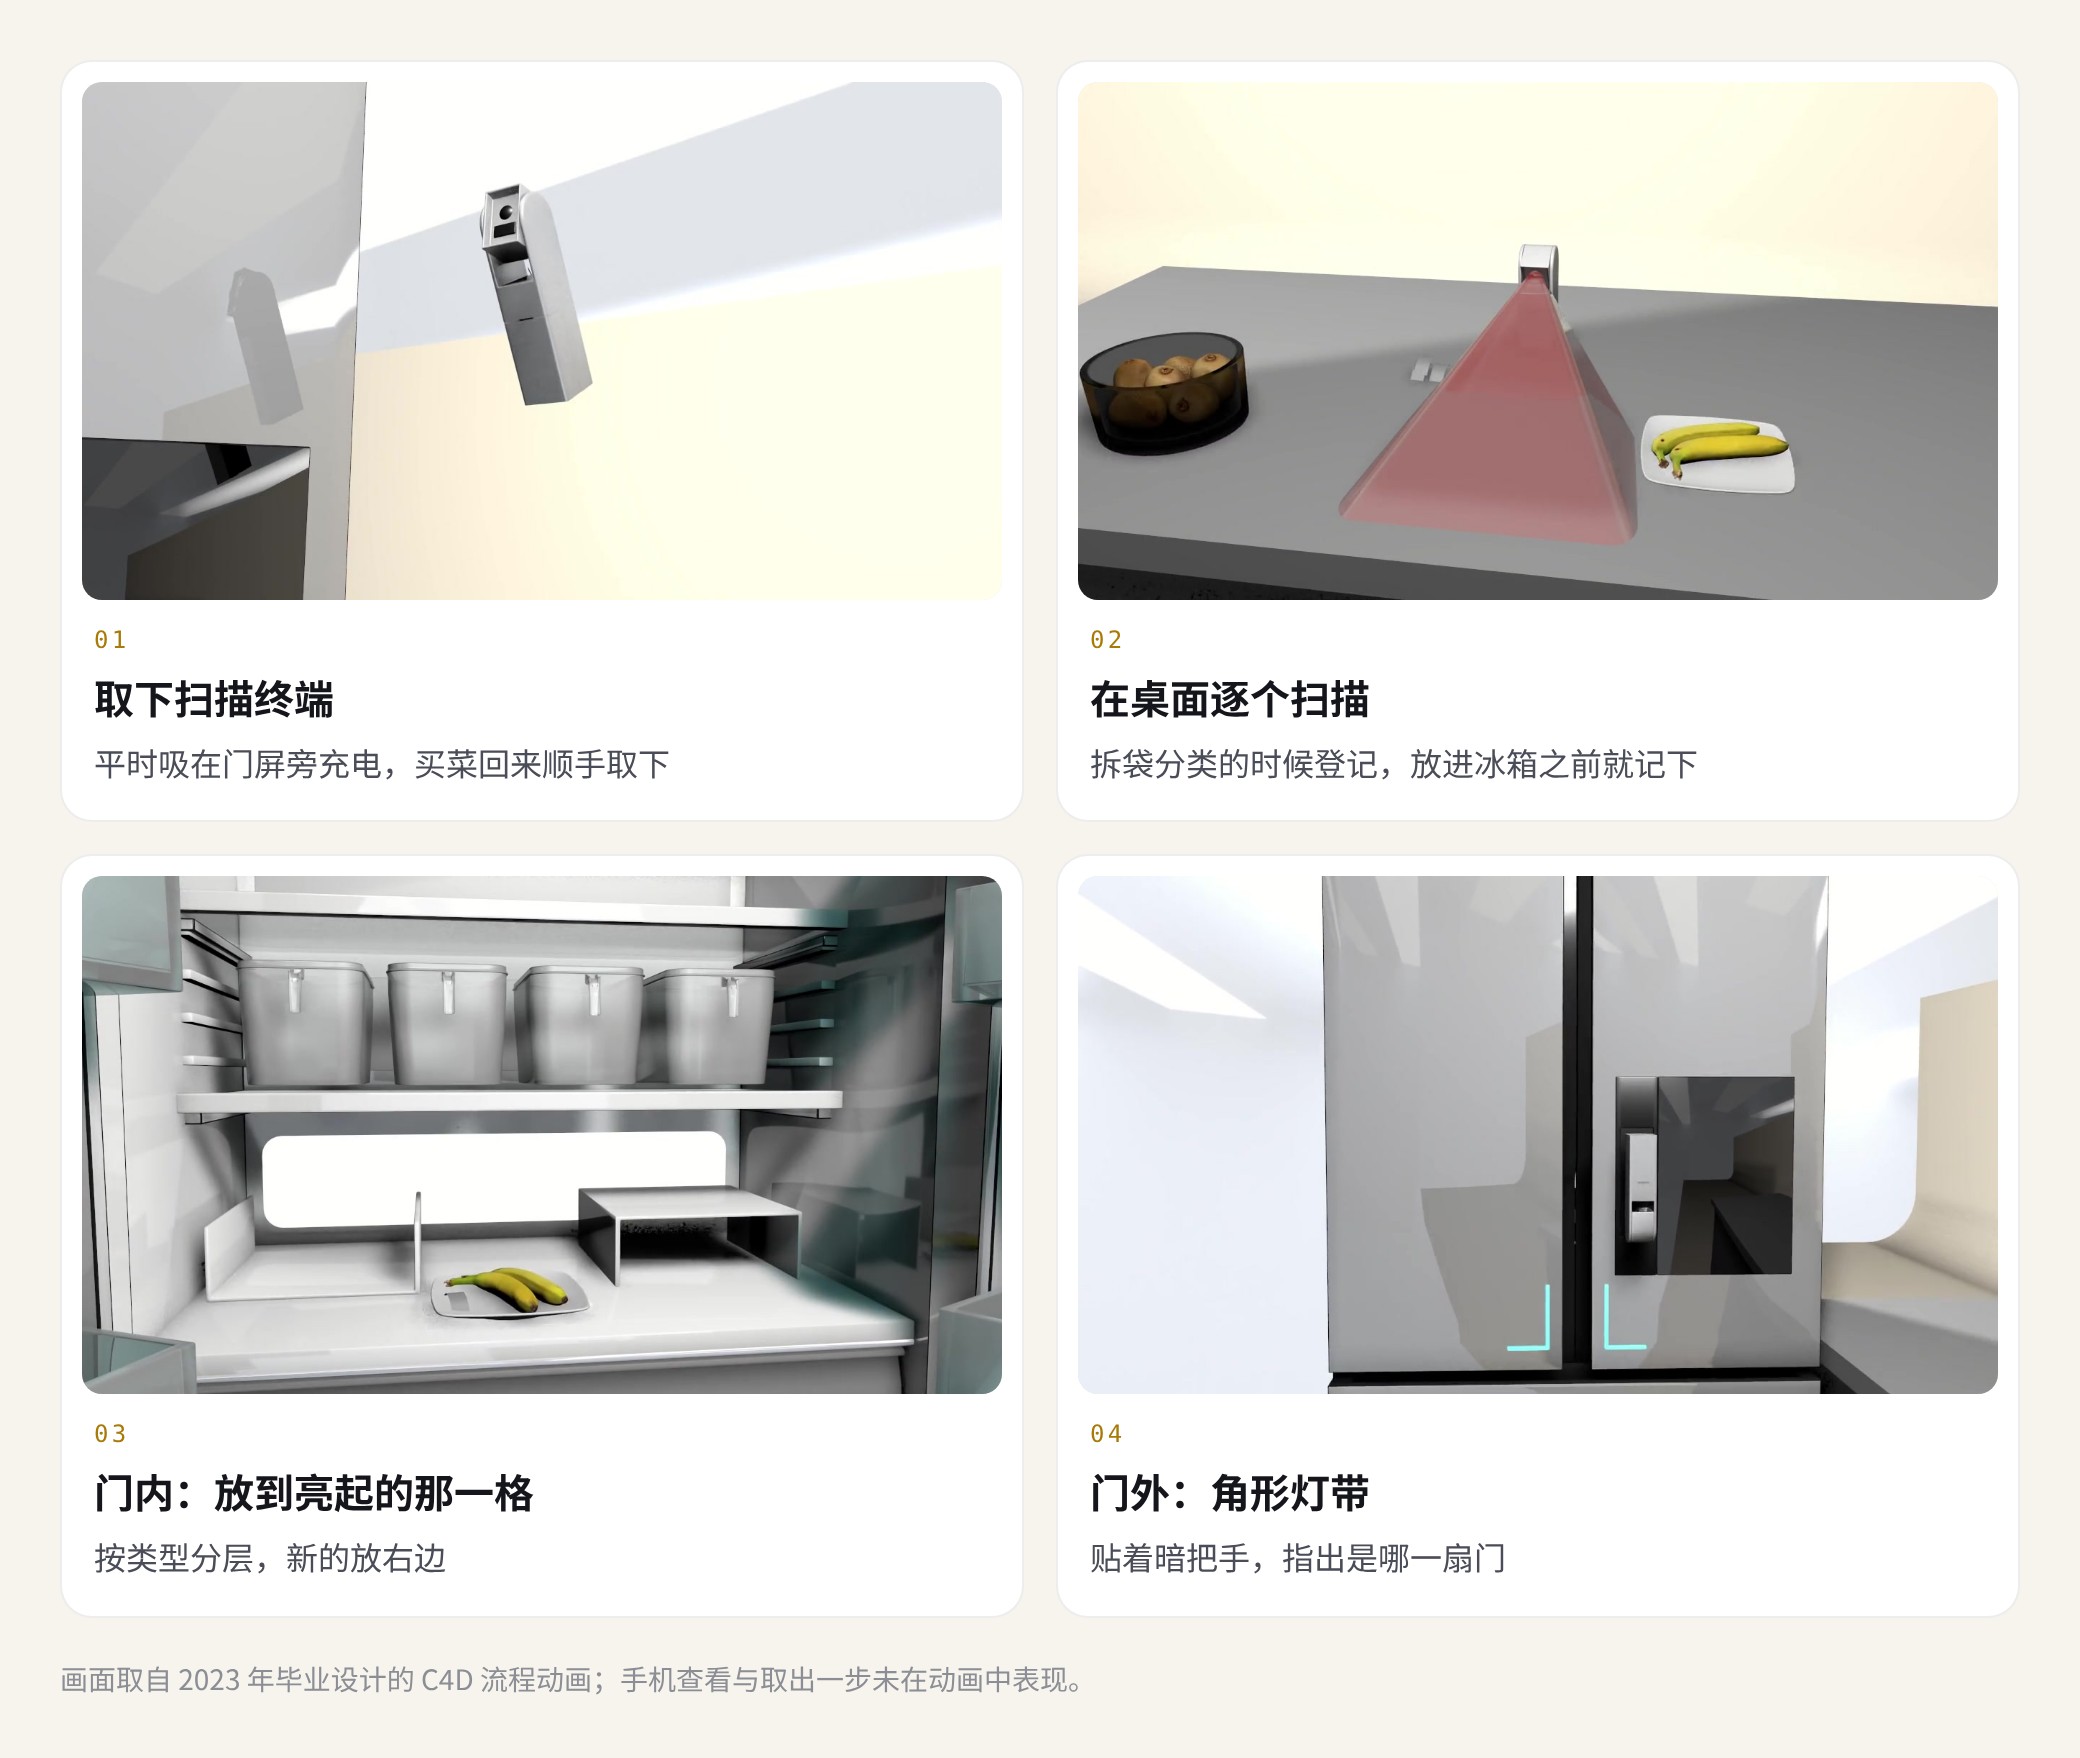 01
取下扫描终端
平时吸在门屏旁充电，买菜回来顺手取下
02
在桌面逐个扫描
拆袋分类的时候登记，放进冰箱之前就记下
03
门内：放到亮起的那一格
按类型分层，新的放右边
04
门外：角形灯带
贴着暗把手，指出是哪一扇门
画面取自 2023 年毕业设计的 C4D 流程动画；手机查看与取出一步未在动画中表现。